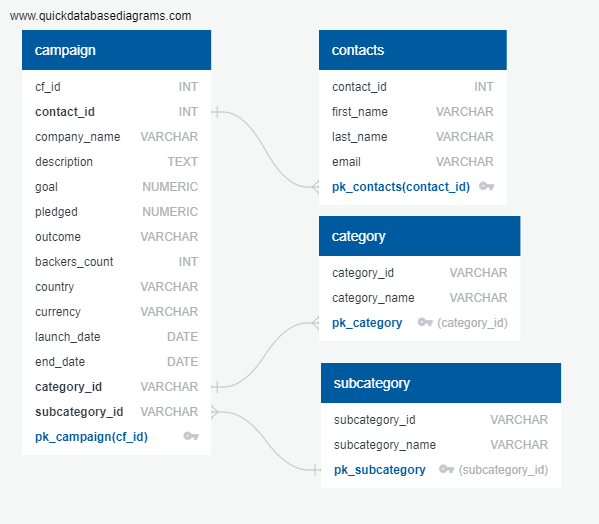 www.quickdatabasediagrams.com
campaign
cf_id INT
contact_id INT
company_name VARCHAR
description TEXT
goal NUMERIC
pledged NUMERIC
outcome VARCHAR
backers_count INT
country VARCHAR
currency VARCHAR
launch_date DATE
end_date DATE
category_id VARCHAR
subcategory_id VARCHAR
pk_campaign(cf_id)
contacts
contact_id INT
first_name VARCHAR
last_name VARCHAR
email VARCHAR
pk_contacts(contact_id)
category
category_id VARCHAR
category_name VARCHAR
pk_category (category_id)
subcategory
subcategory_id VARCHAR
subcategory_name VARCHAR
pk_subcategory (subcategory_id)